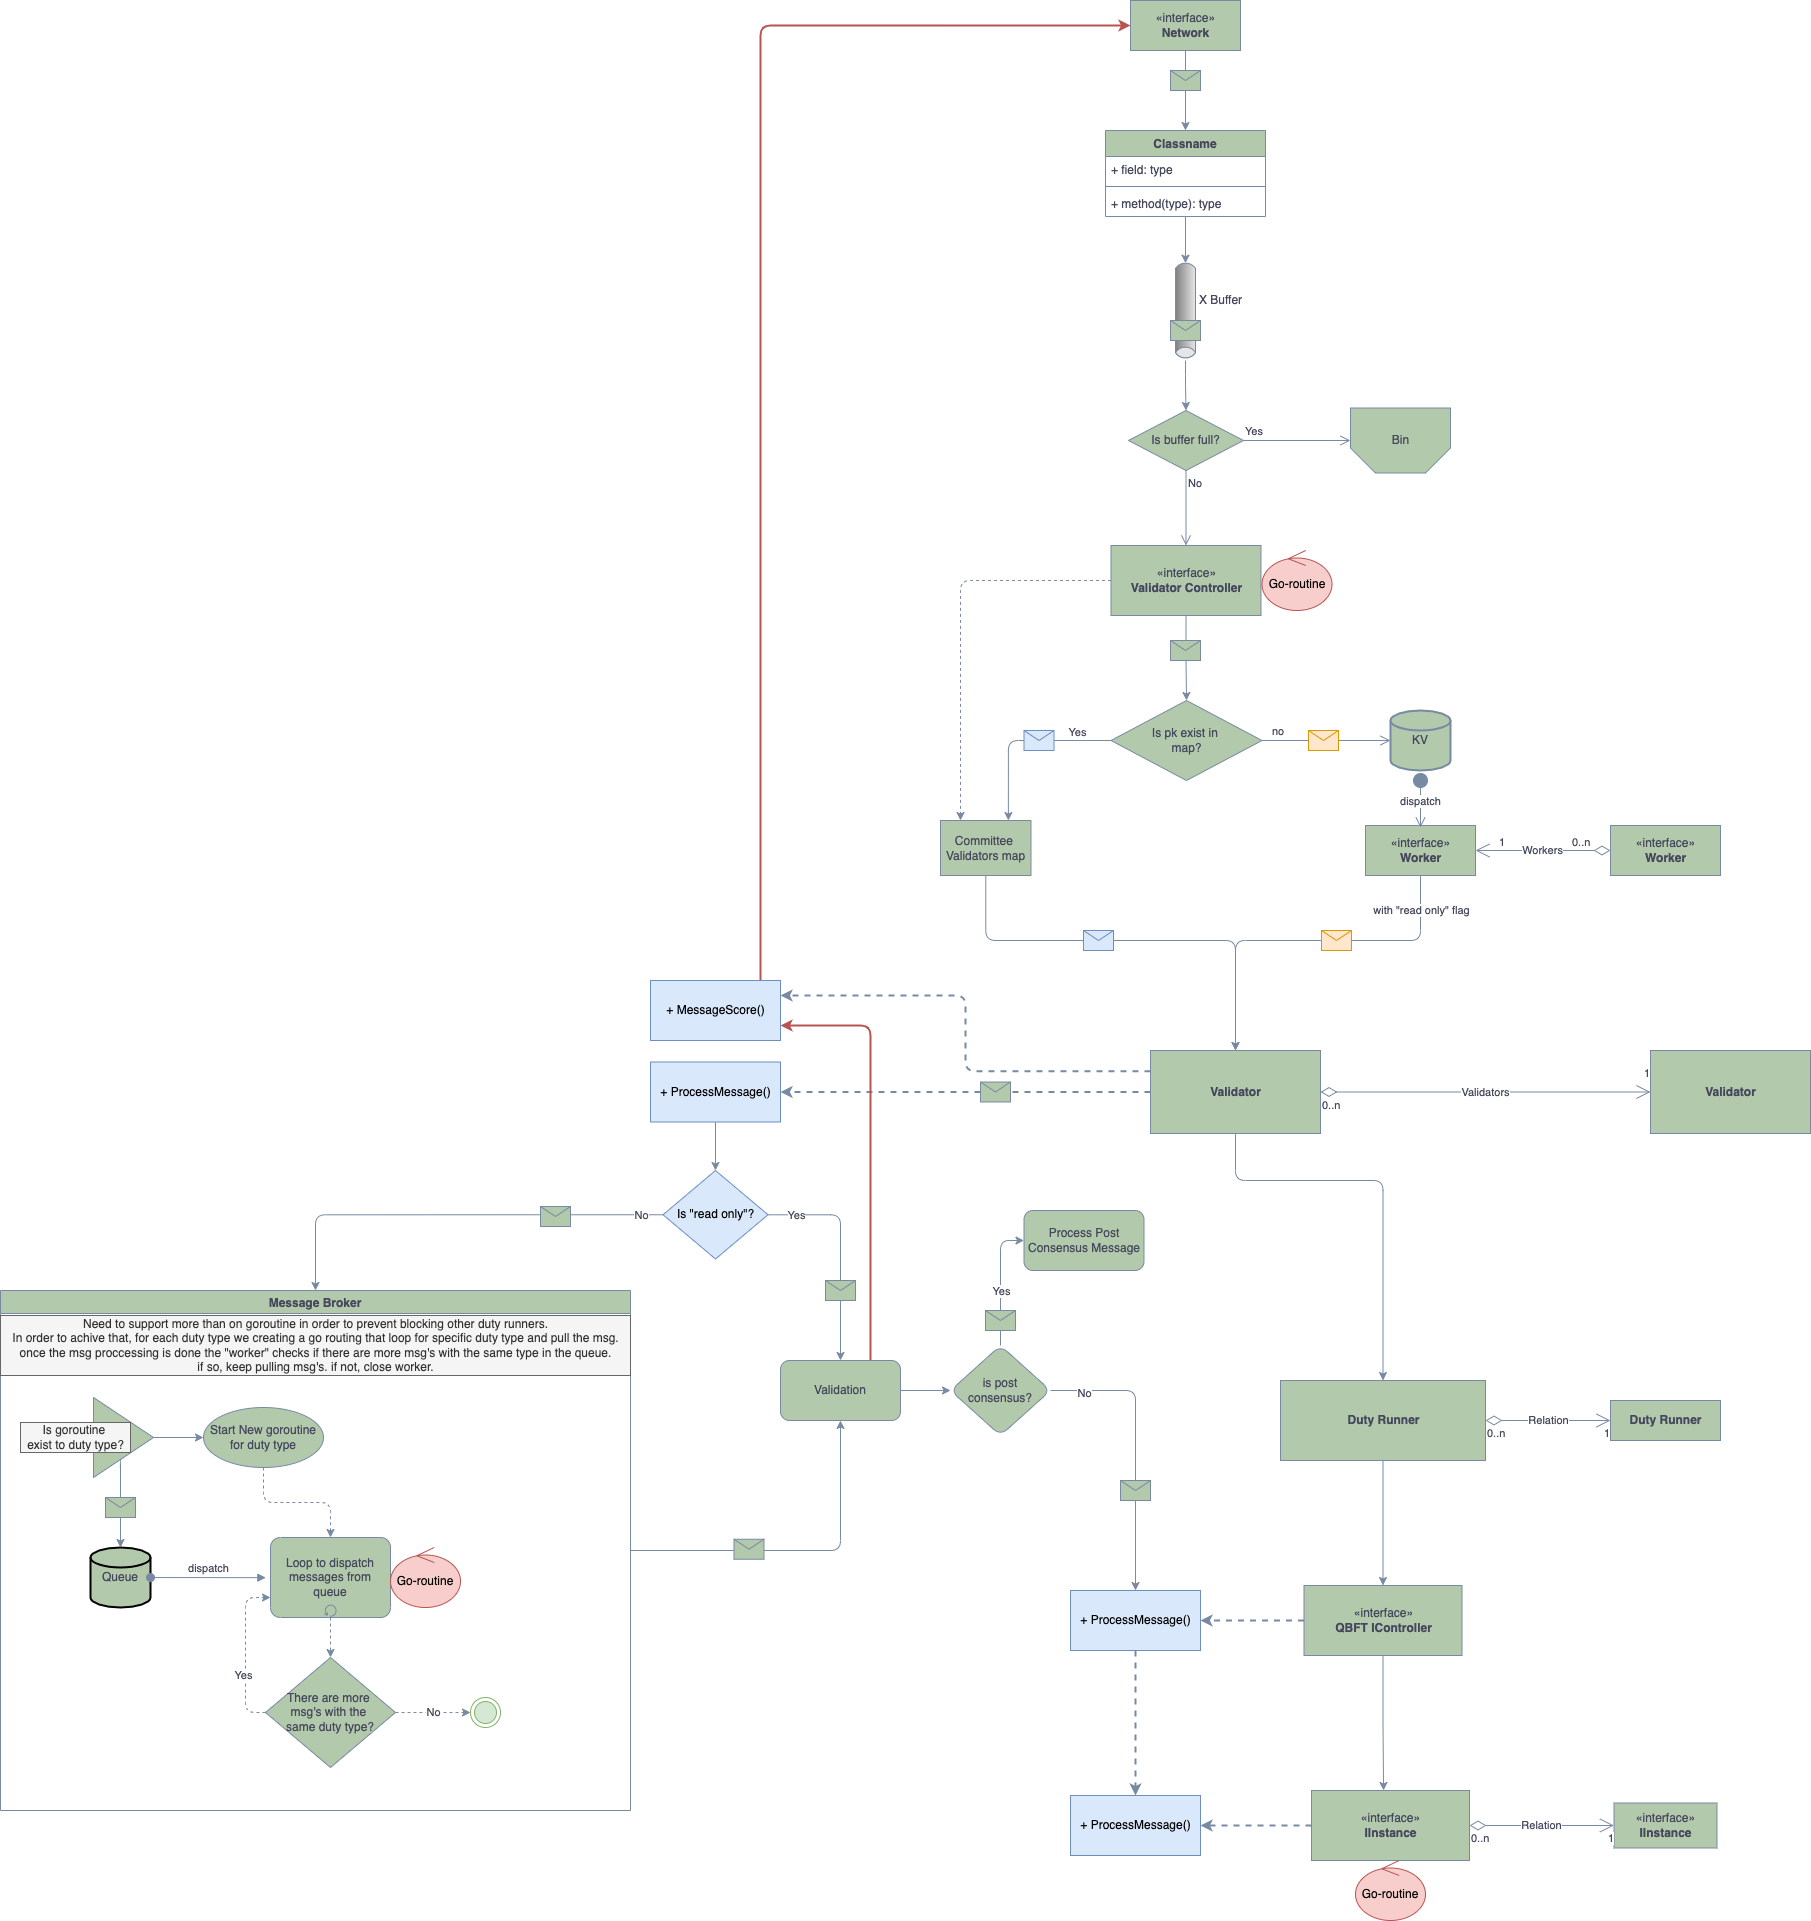 «interface»
Network
Classname
+ field: type
+ method(type): type
X Buffer
Is buffer full?
Yes
Bin
No
«interface»
Validator Controller
Go-routine
Is pk exist in
map?
Yes
no
KV
dispatch
Committee
Validators map
«interface»
Worker
1
Workers
0..n
«interface»
Worker
with "read only" flag
+ MessageScore()
+ ProcessMessage()
Validator
0..n
Validators
1
Validator
Is "read only"?
No
Yes
Process Post
Consensus Message
Yes
Message Broker
Need to support more than on goroutine in order to prevent blocking other duty runners.
In order to achive that, for each duty type we creating a go routing that loop for specific duty type and pull the msg.
once the msg proccessing is done the "worker" checks if there are more msg's with the same type in the queue.
if so, keep pulling msg's. if not, close worker.
Validation
is post
consensus?
No
Is goroutine
exist to duty type?
Start New goroutine
for duty type
Duty Runner
0..n
Relation
1
Duty Runner
Queue
dispatch
Loop to dispatch
messages from
queue
Go-routine
Yes
There are more
msg's with the
same duty type?
No
+ ProcessMessage()
«interface»
QBFT IController
+ ProcessMessage()
«interface»
IInstance
0..n
Relation
1
«interface»
IInstance
Go-routine